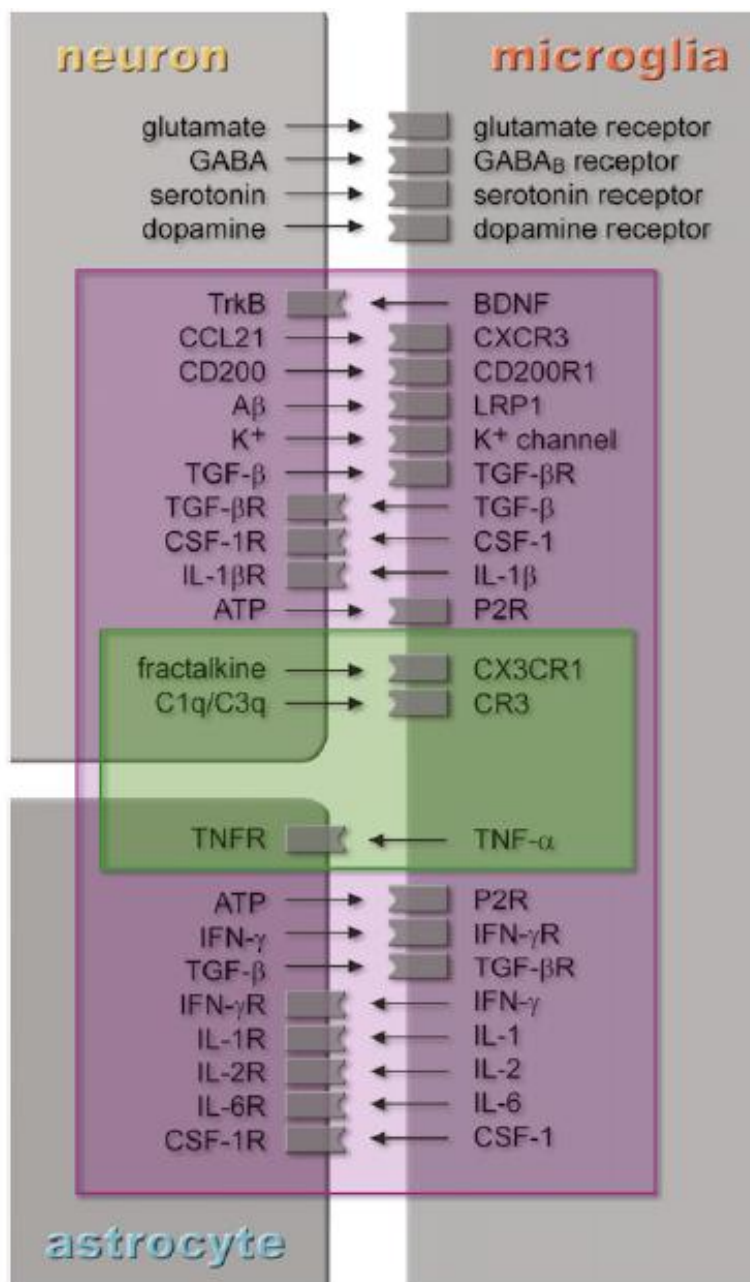 neuron microglia
glutamate glutamate receptor
GABA GABAB receptor
serotonin serotonin receptor
dopamine dopamine receptor
TrkB BDNF
CCL21 CXCR3
CD200 CD200R1
Aβ LRP1
K⁺ K⁺ channel
TGF-β TGF-βR
TGF-βR TGF-β
CSF-1R CSF-1
IL-1βR IL-1β
ATP P2R
fractalkine CX3CR1
C1q/C3q CR3
TNFR TNF-α
ATP P2R
IFN-γ IFN-γR
TGF-β TGF-βR
IFN-γR IFN-γ
IL-1R IL-1
IL-2R IL-2
IL-6R IL-6
CSF-1R CSF-1
astrocyte